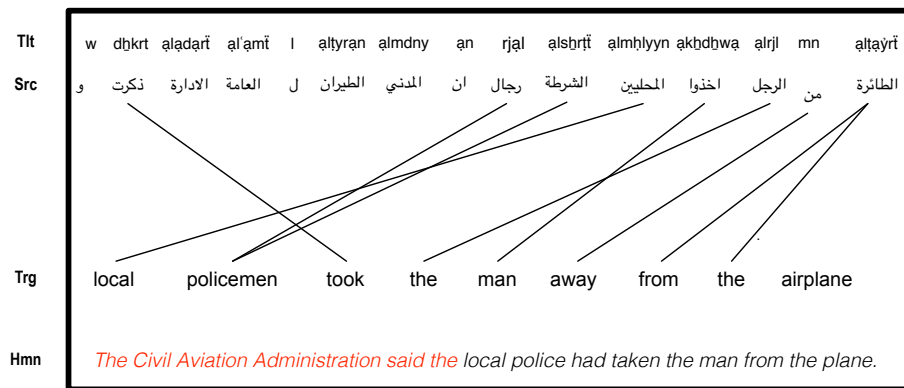 Tlt w dẖkrt ạlạdạrẗ ạlʿạmẗ l ạlṭyrạn ạlmdny ạn rjạl ạlsẖrṭẗ ạlmḥlyyn ạkẖdẖwạ ạlrjl mn ạlṭạỷrẗ
Src و ذكرت الادارة العامة ل الطيران المدني ان رجال الشرطة المحليين اخذوا الرجل من الطائرة
Trg local policemen took the man away from the airplane
Hmn The Civil Aviation Administration said the local police had taken the man from the plane.